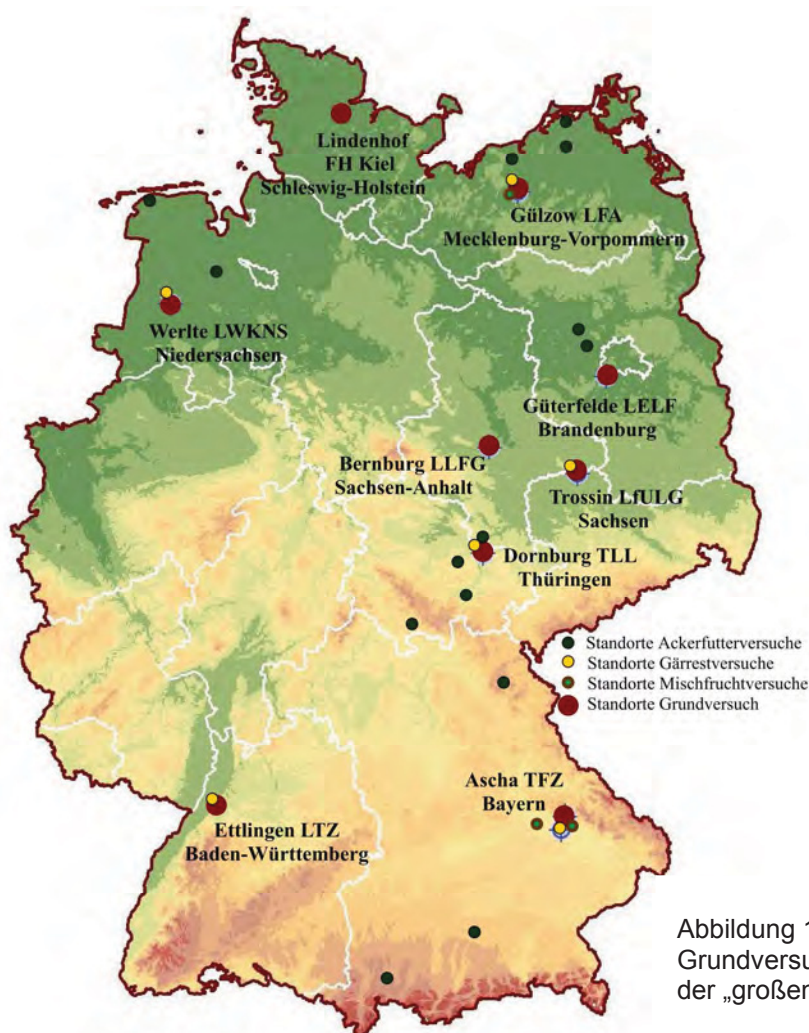 Lindenhof
FH Kiel
Schleswig-Holstein
Gülzow LFA
Mecklenburg-Vorpommern
Werlte LWKNS
Niedersachsen
Güterfelde LELF
Brandenburg
Bernburg LLFG
Sachsen-Anhalt
Trossin LfULG
Sachsen
Dornburg TLL
Thüringen
Standorte Ackerfutterversuche
Standorte Gärrestversuche
Standorte Mischfruchtversuche
Standorte Grundversuch
Ascha TFZ
Bayern
Ettlingen LTZ
Baden-Württemberg
Abbildung
Grundversu
der „großer